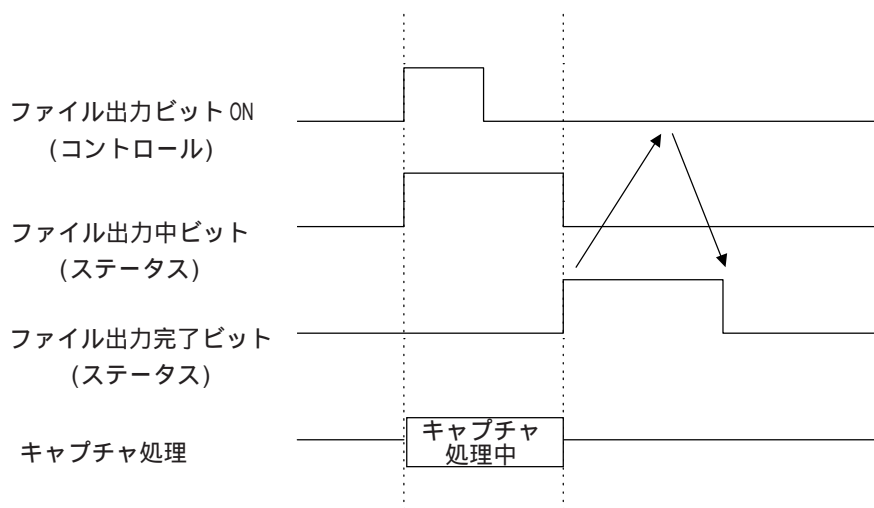 ファイル出力ビット ON
(コントロール)
ファイル出力中ビット
(ステータス)
ファイル出力完了ビット
(ステータス)
キャプチャ処理
キャプチャ
処理中